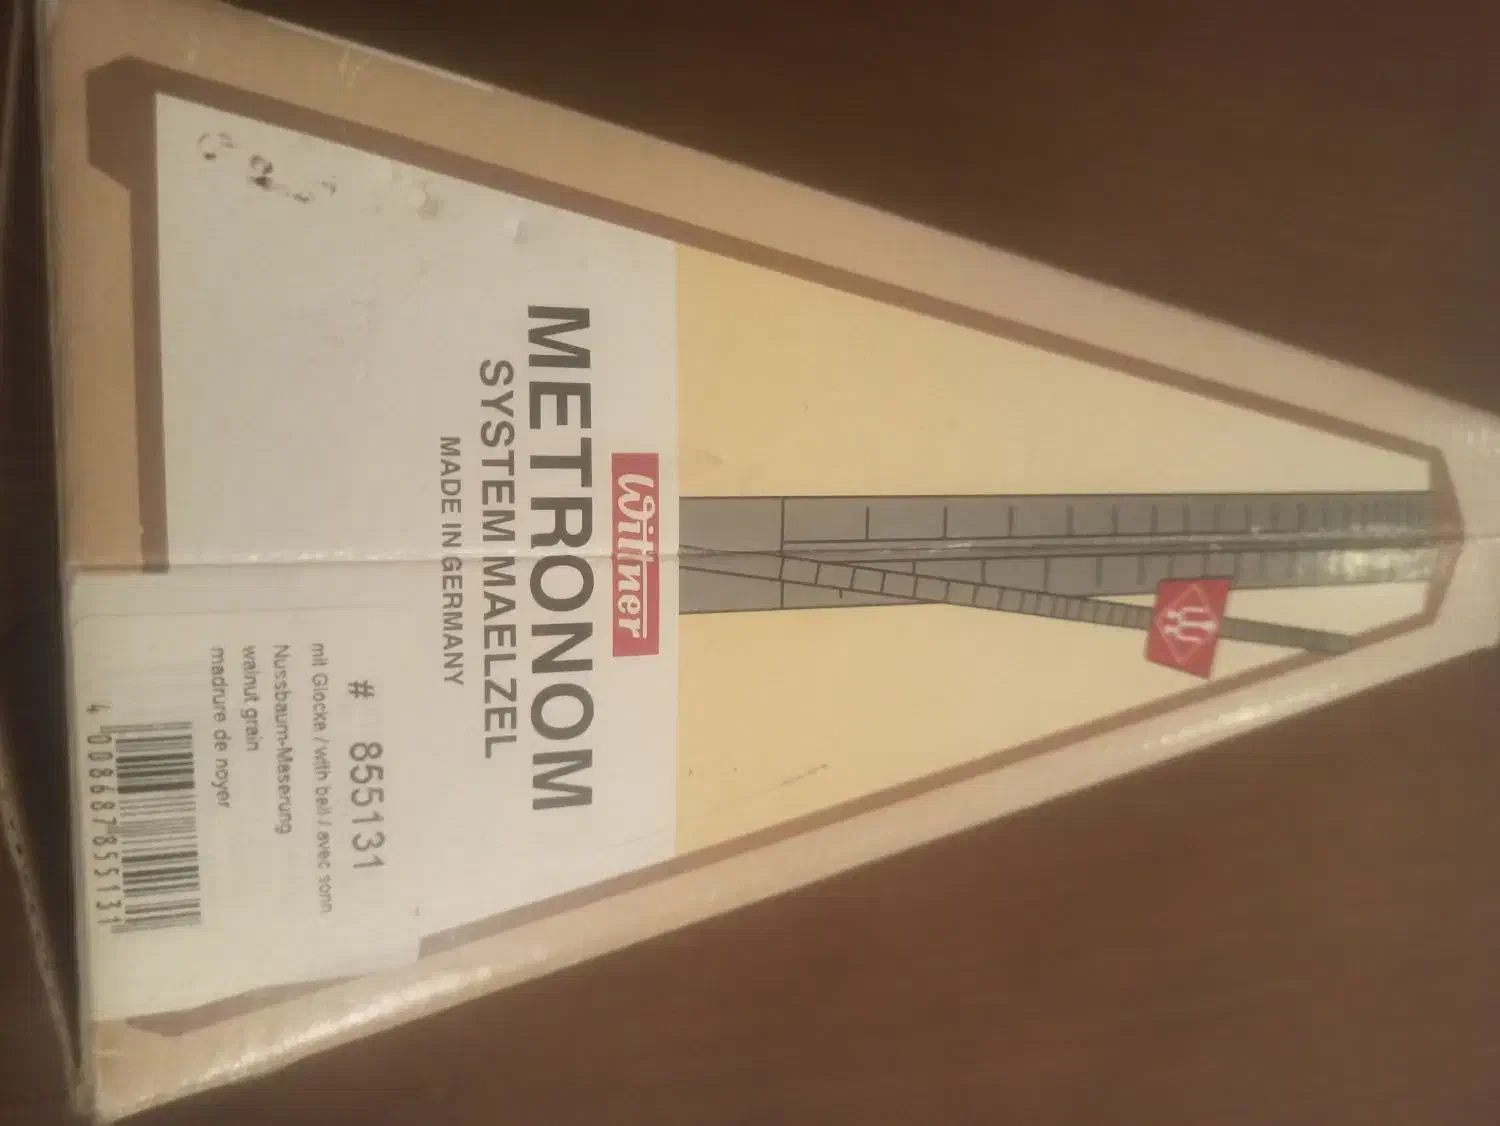 Wittner
METRONOM
SYSTEM MAELZEL
MADE IN GERMANY
# 855131
mit Glocke / with bell / avec sonn.
Nussbaum-Maserung
walnut grain
madrure de noyer
4 008687 855131